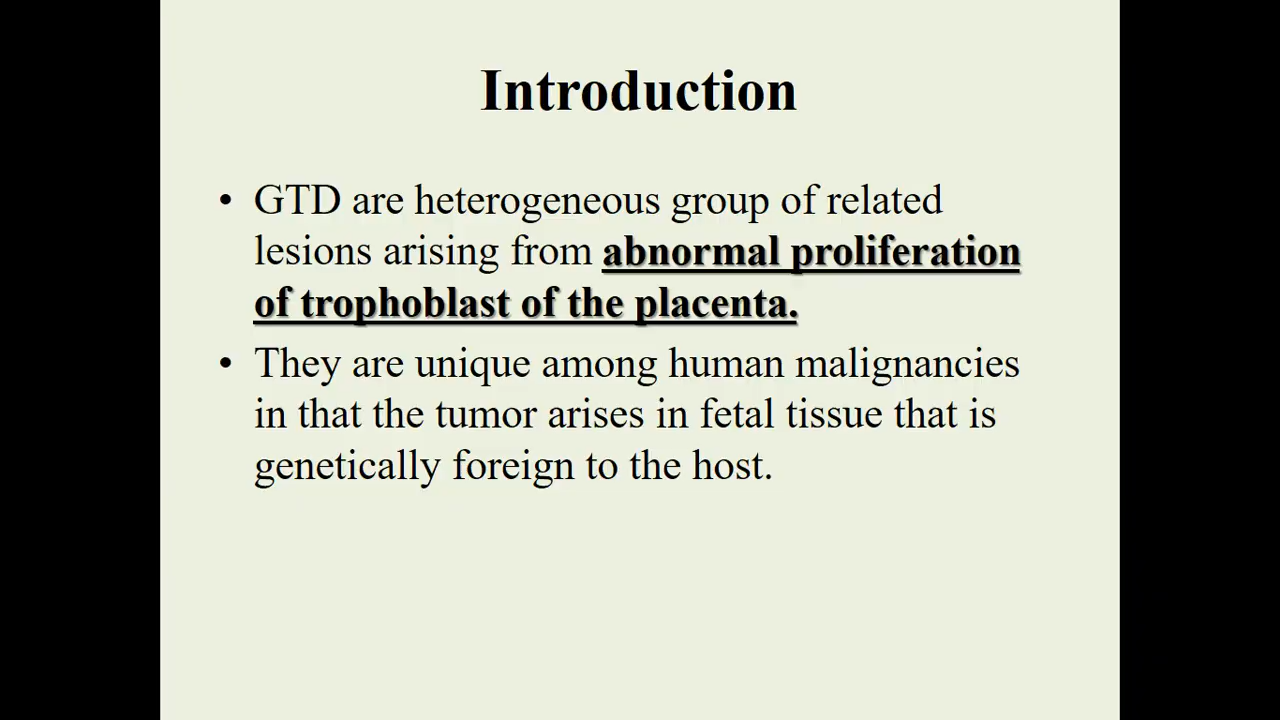 Introduction
• GTD are heterogeneous group of related
lesions arising from abnormal proliferation
of trophoblast of the placenta.
• They are unique among human malignancies
in that the tumor arises in fetal tissue that is
genetically foreign to the host.